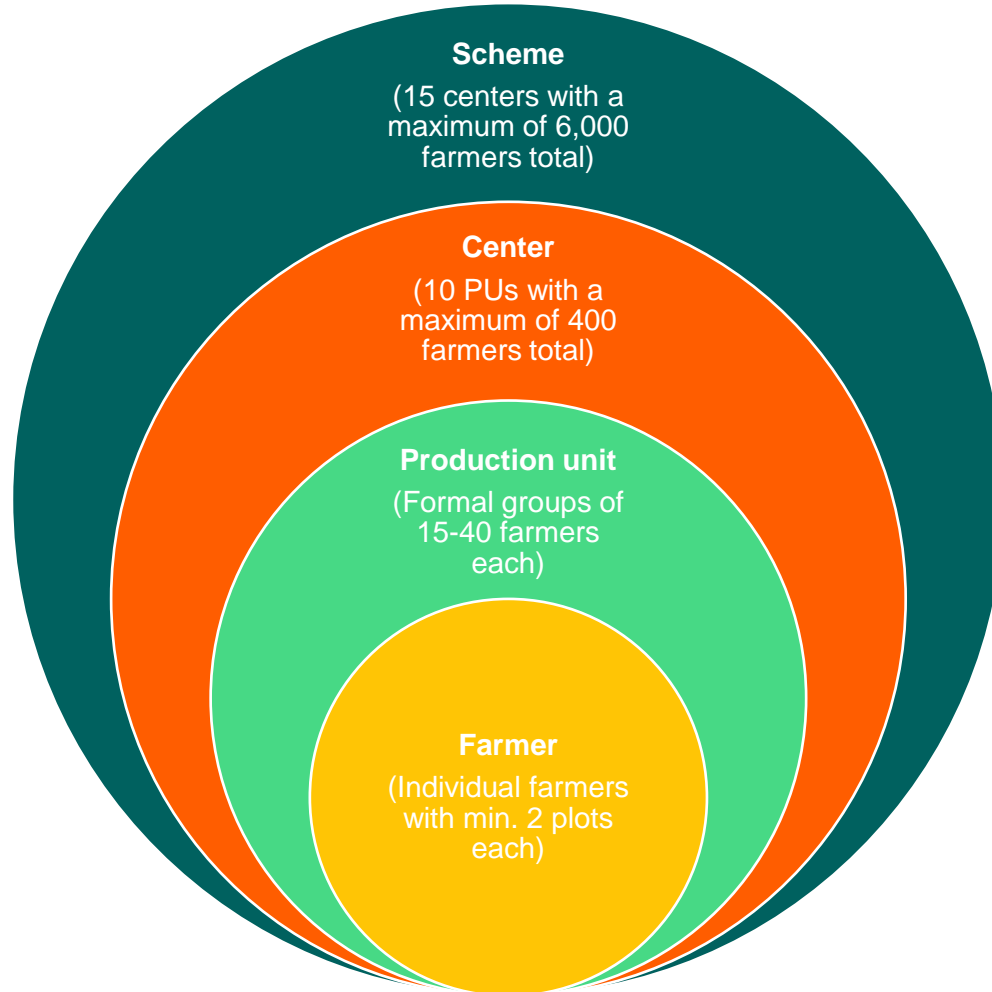 Scheme
(15 centers with a
maximum of 6,000
farmers total)
Center
(10 PUs with a
maximum of 400
farmers total)
Production unit
(Formal groups of
15-40 farmers
each)
Farmer
(Individual farmers
with min. 2 plots
each)